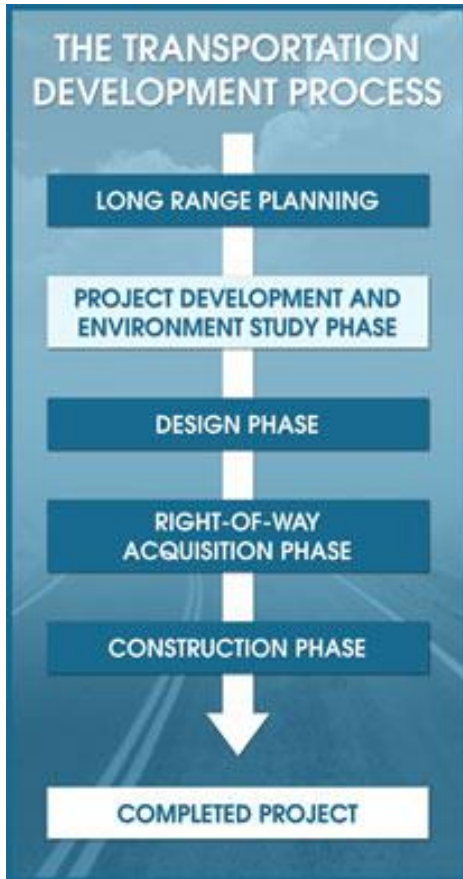 THE TRANSPORTATION
DEVELOPMENT PROCESS
LONG RANGE PLANNING
PROJECT DEVELOPMENT AND
ENVIRONMENT STUDY PHASE
DESIGN PHASE
RIGHT-OF-WAY
ACQUISITION PHASE
CONSTRUCTION PHASE
COMPLETED PROJECT